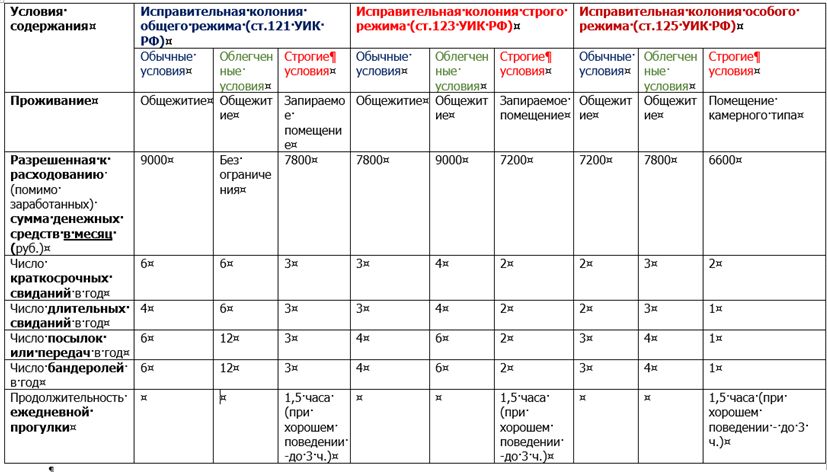 Условия содержания
Исправительная колония общего режима (ст.121 УИК РФ)
Исправительная колония строго режима (ст.123 УИК РФ)
Исправительная колония особого режима (ст.125 УИК РФ)
Обычные условия
Облегченные условия
Строгие¶ условия
Обычные условия
Облегченные условия
Строгие¶ условия
Обычные условия
Облегченные условия
Строгие¶ условия
Проживание
Общежитие
Общежитие
Запираемое помещение
Общежитие
Общежитие
Запираемое помещение
Общежитие
Общежитие
Помещение камерного типа
Разрешенная к расходованию (помимо заработанных) сумма денежных средств в месяц (руб.)
9000
Без ограничения
7800
7800
9000
7200
7200
7800
6600
Число краткосрочных свиданий в год
6
6
3
3
4
2
2
3
2
Число длительных свиданий в год
4
6
3
3
4
2
2
3
1
Число посылок или передач в год
6
12
3
4
6
2
3
4
1
Число бандеролей в год
6
12
3
4
6
2
3
4
1
Продолжительность ежедневной прогулки
1,5 часа (при хорошем поведении -до 3 ч.)
1,5 часа (при хорошем поведении -до 3 ч.)
1,5 часа (при хорошем поведении - до 3 ч.)
¶